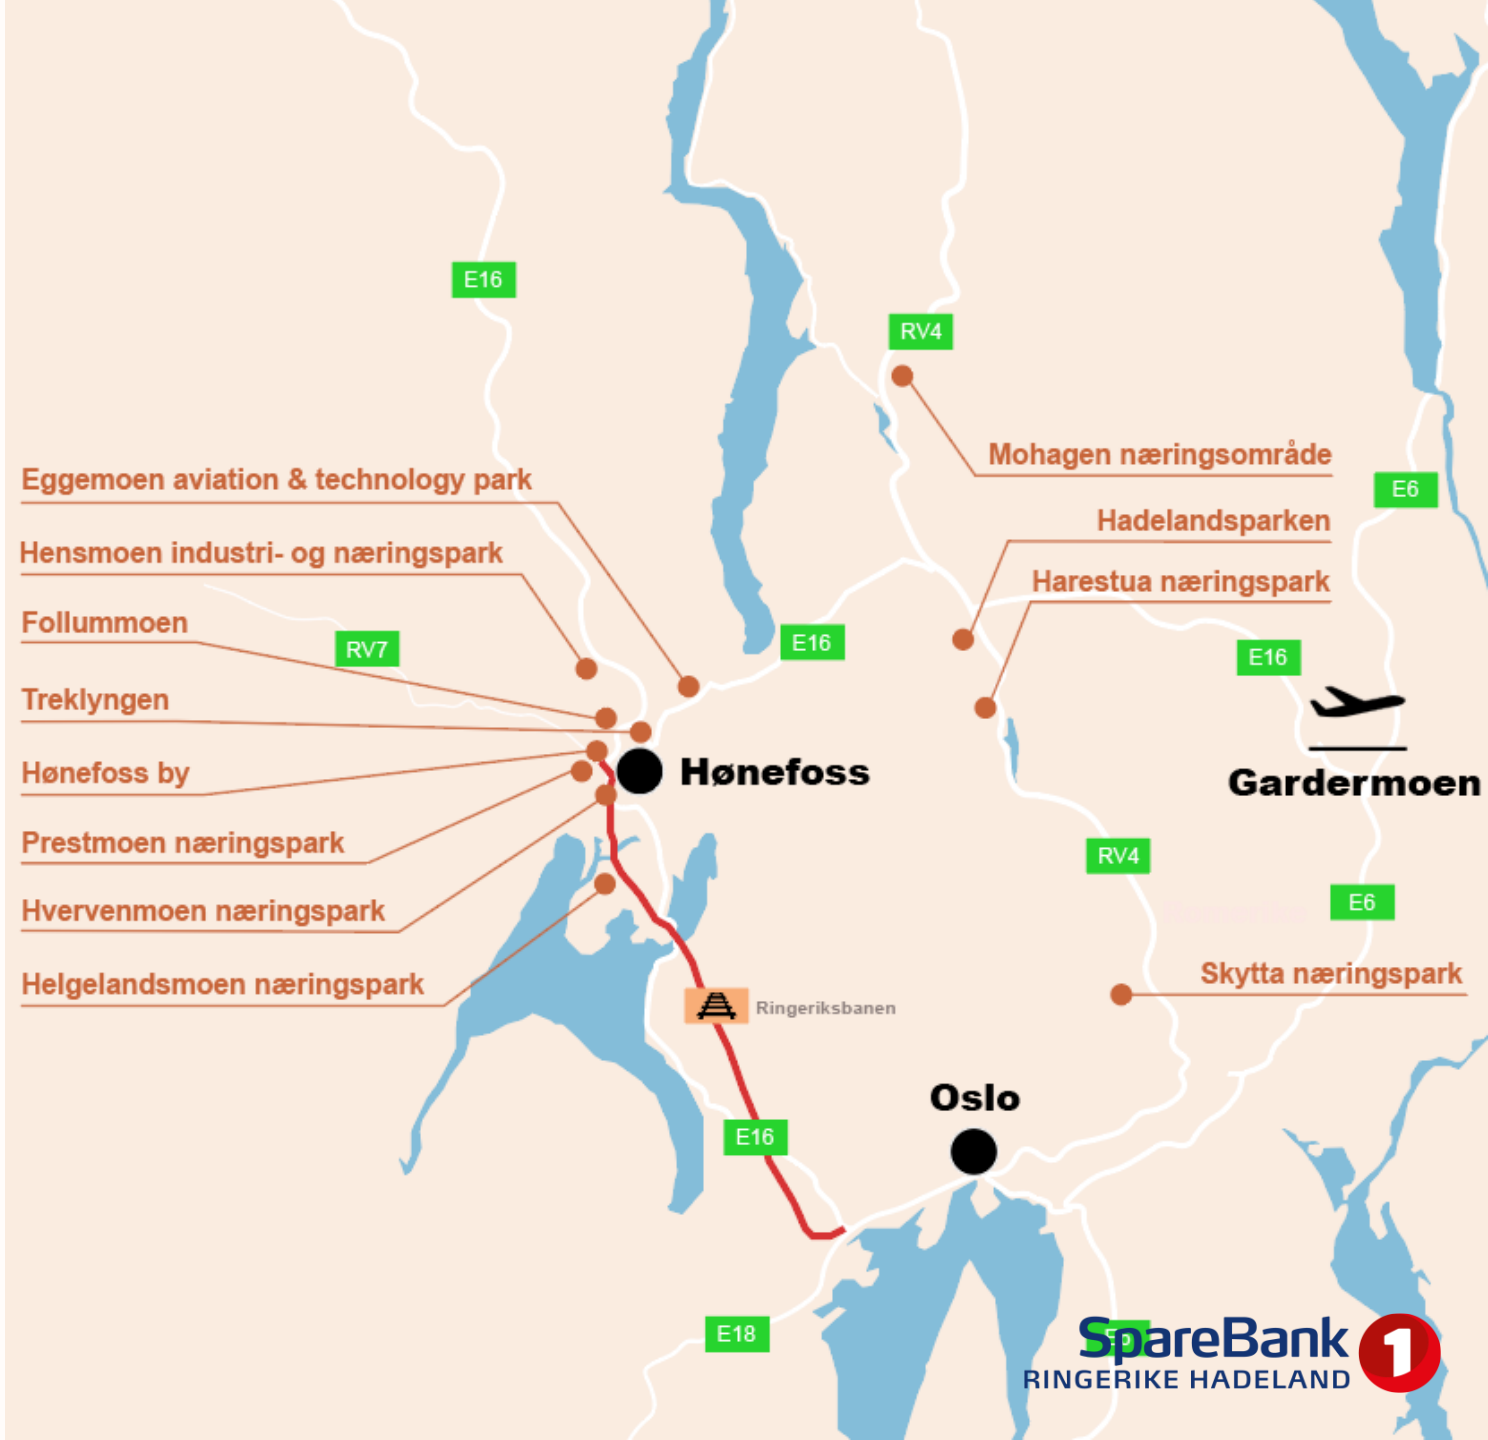 E16
RV4
Mohagen næringsområde
Eggemoen aviation & technology park
E6
Hadelandsparken
Hensmoen industri- og næringspark
Harestua næringspark
Follummoen
RV7
E16
E16
Treklyngen
Hønefoss by
Hønefoss
Gardermoen
Prestmoen næringspark
RV4
Hvervenmoen næringspark
E6
Helgelandsmoen næringspark
Skytta næringspark
Ringeriksbanen
Oslo
E16
E18
E6
SpareBank 1
RINGERIKE HADELAND